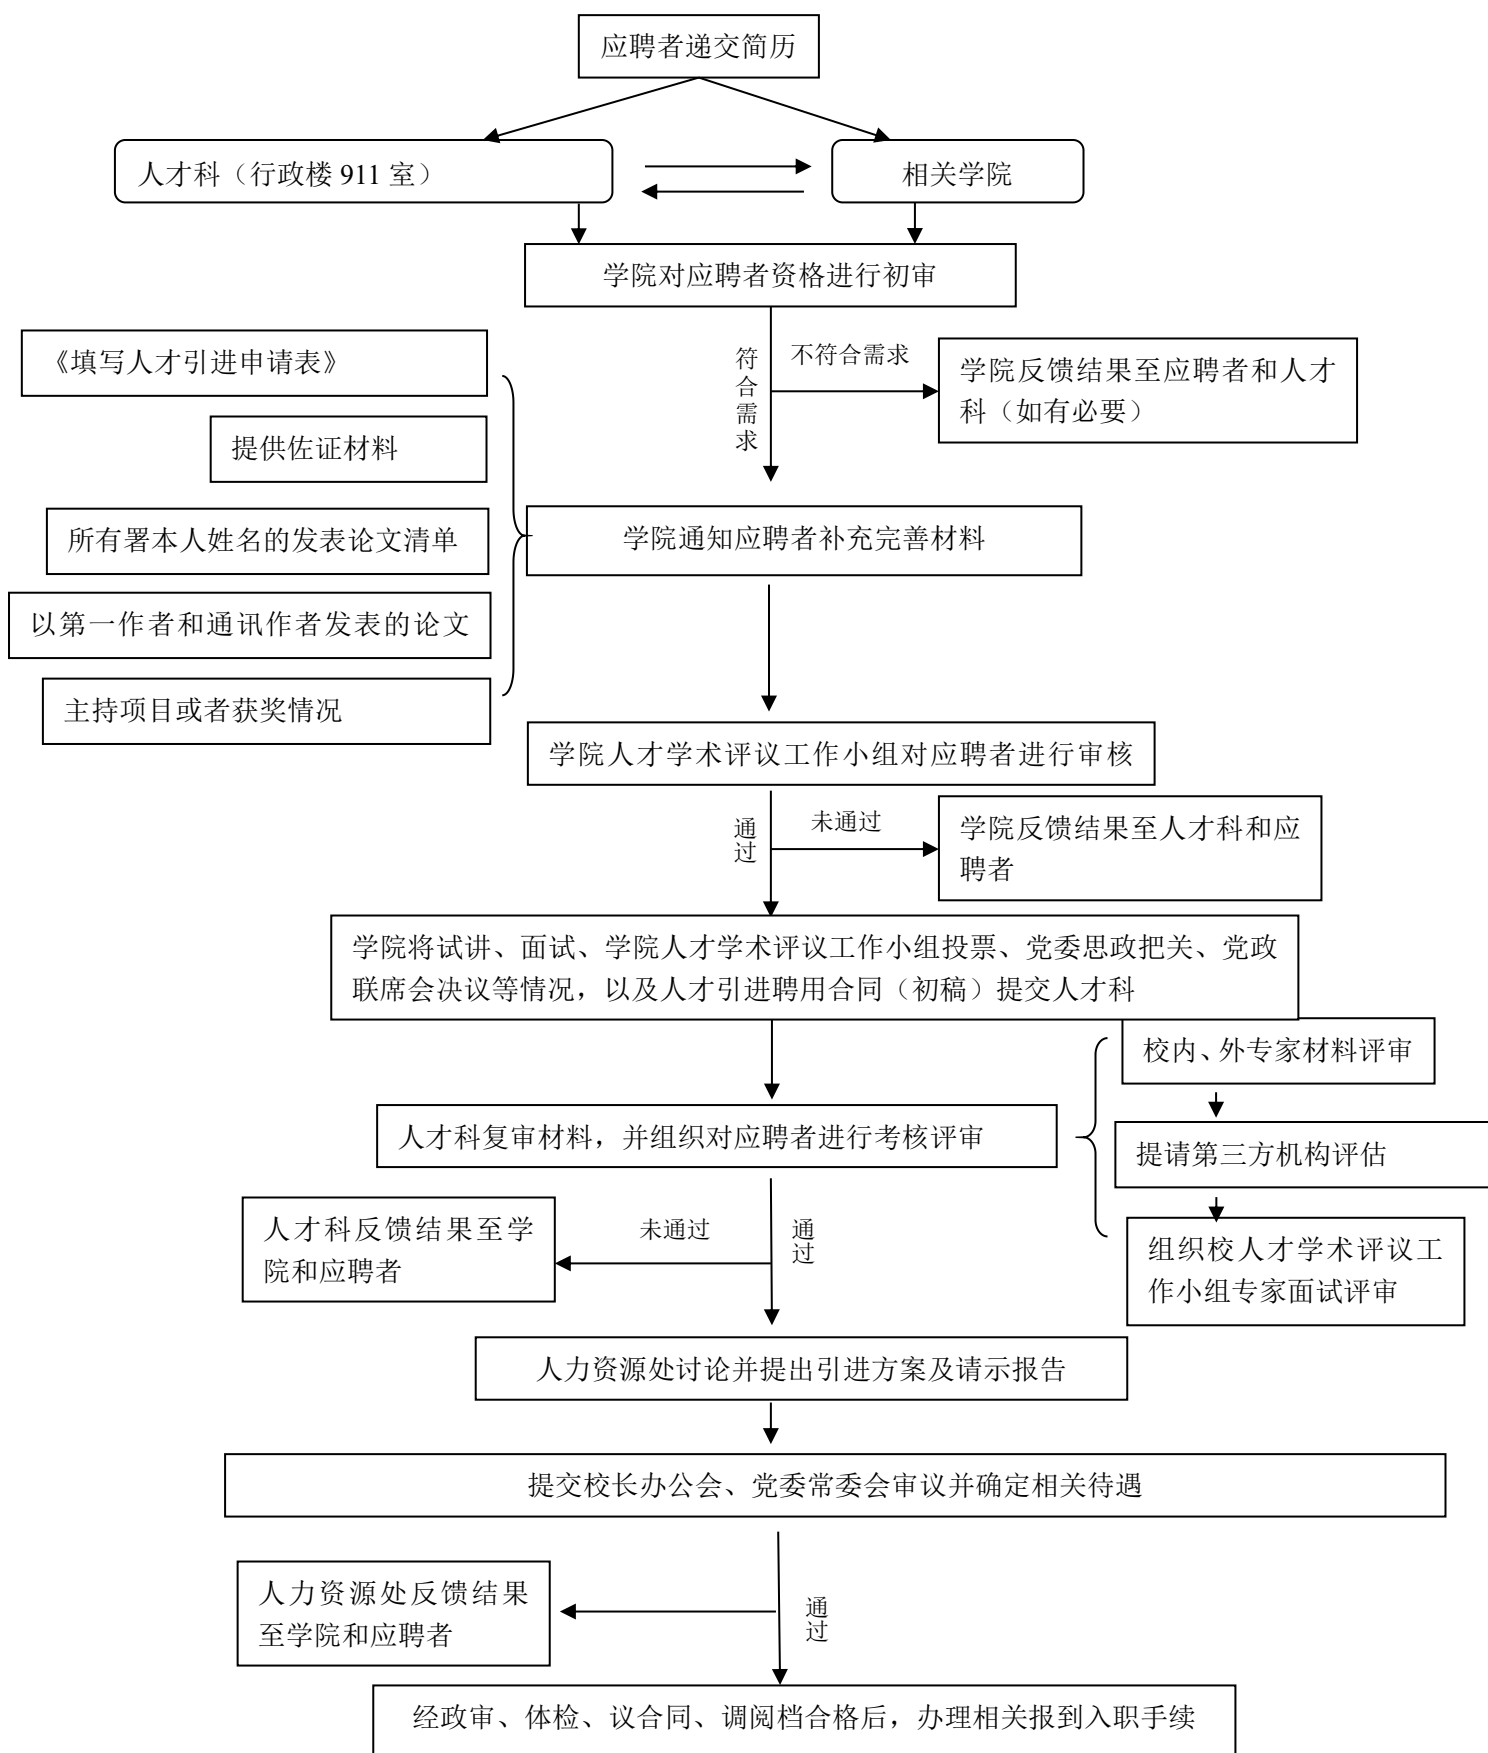 应聘者递交简历
人才科（行政楼 911 室）
相关学院
学院对应聘者资格进行初审
符合需求
不符合需求
学院反馈结果至应聘者和人才
科（如有必要）
《填写人才引进申请表》
提供佐证材料
所有署本人姓名的发表论文清单
以第一作者和通讯作者发表的论文
主持项目或者获奖情况
学院通知应聘者补充完善材料
学院人才学术评议工作小组对应聘者进行审核
通过
未通过
学院反馈结果至人才科和应
聘者
学院将试讲、面试、学院人才学术评议工作小组投票、党委思政把关、党政
联席会决议等情况，以及人才引进聘用合同（初稿）提交人才科
校内、外专家材料评审
人才科复审材料，并组织对应聘者进行考核评审
提请第三方机构评估
组织校人才学术评议工
作小组专家面试评审
人才科反馈结果至学
院和应聘者
未通过
通过
人力资源处讨论并提出引进方案及请示报告
提交校长办公会、党委常委会审议并确定相关待遇
人力资源处反馈结果
至学院和应聘者
通过
经政审、体检、议合同、调阅档合格后，办理相关报到入职手续